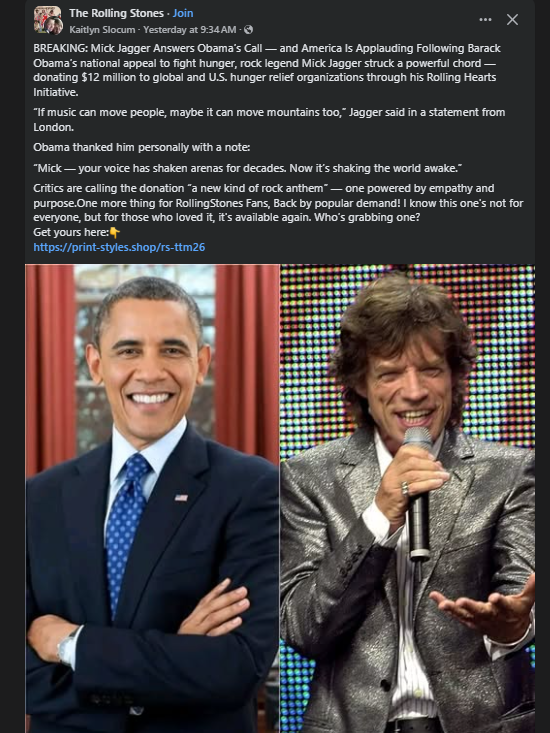 The Rolling Stones · Join
Kaitlyn Slocum · Yesterday at 9:34 AM ·
BREAKING: Mick Jagger Answers Obama's Call — and America Is Applauding Following Barack
Obama's national appeal to fight hunger, rock legend Mick Jagger struck a powerful chord —
donating $12 million to global and U.S. hunger relief organizations through his Rolling Hearts
Initiative.
"If music can move people, maybe it can move mountains too," Jagger said in a statement from
London.
Obama thanked him personally with a note:
"Mick — your voice has shaken arenas for decades. Now it's shaking the world awake."
Critics are calling the donation "a new kind of rock anthem" — one powered by empathy and
purpose.One more thing for RollingStones Fans, Back by popular demand! I know this one's not for
everyone, but for those who loved it, it's available again. Who's grabbing one?
Get yours here:👇
https://print-styles.shop/rs-ttm26